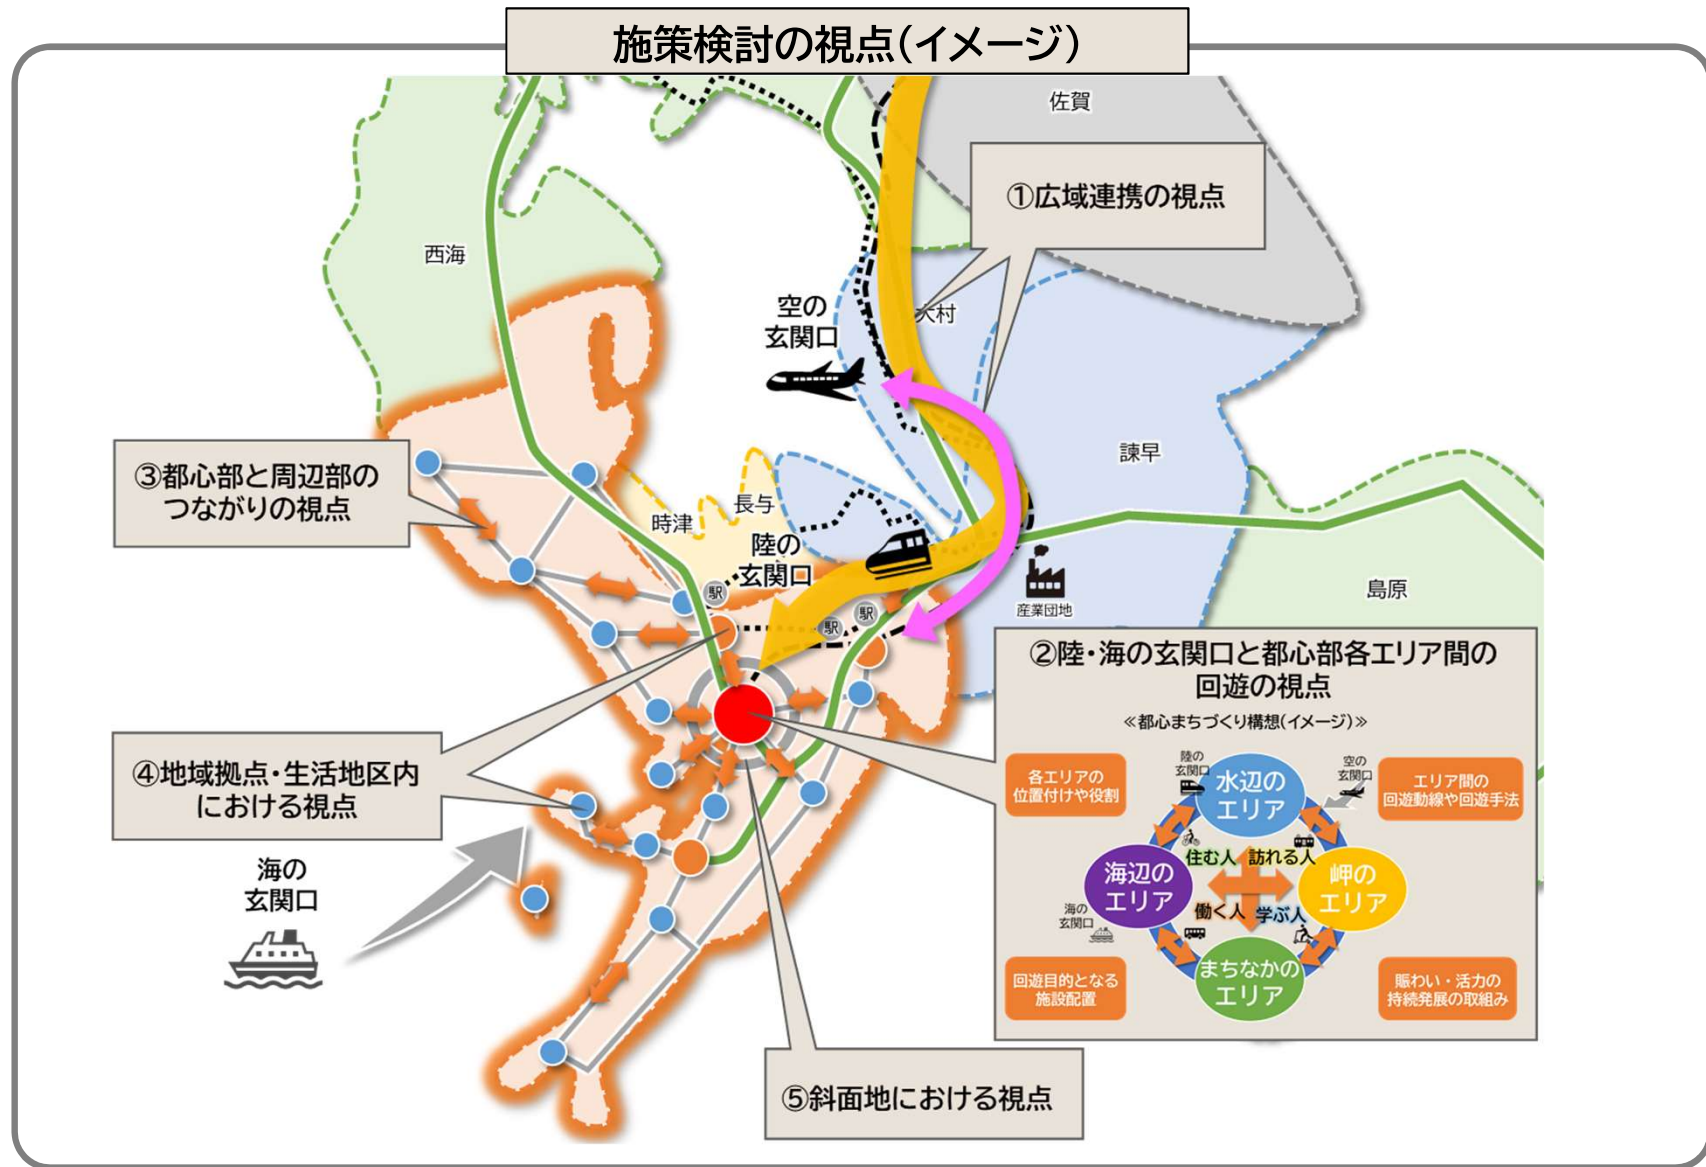 施策検討の視点(イメージ)
佐賀
①広域連携の視点
西海
空の
玄関口
大村
諫早
③都心部と周辺部の
つながりの視点
長与
時津
陸の
玄関口
駅
駅
駅
産業団地
島原
②陸・海の玄関口と都心部各エリア間の
回遊の視点
≪都心まちづくり構想(イメージ)≫
各エリアの
位置付けや役割
陸の
玄関口
水辺の
エリア
空の
玄関口
エリア間の
回遊動線や回遊手法
住む人
訪れる人
海辺の
エリア
岬の
エリア
働く人
学ぶ人
海の
玄関口
まちなかの
エリア
回遊目的となる
施設配置
賑わい・活力の
持続発展の取組み
④地域拠点・生活地区内
における視点
海の
玄関口
⑤斜面地における視点